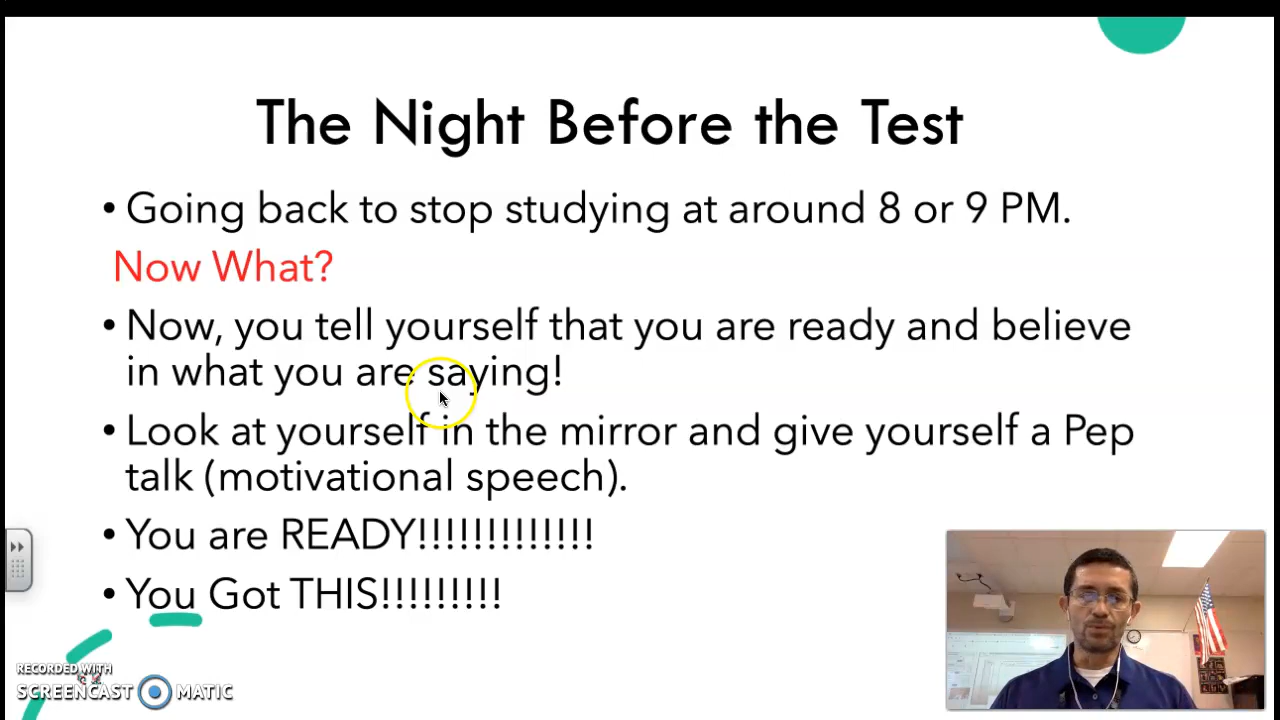 The Night Before the Test
• Going back to stop studying at around 8 or 9 PM.
Now What?
• Now, you tell yourself that you are ready and believe
in what you are saying!
• Look at yourself in the mirror and give yourself a Pep
talk (motivational speech).
• You are READY!!!!!!!!!!!!!
• You Got THIS!!!!!!!!!
RECORDED WITH
SCREENCAST MATIC